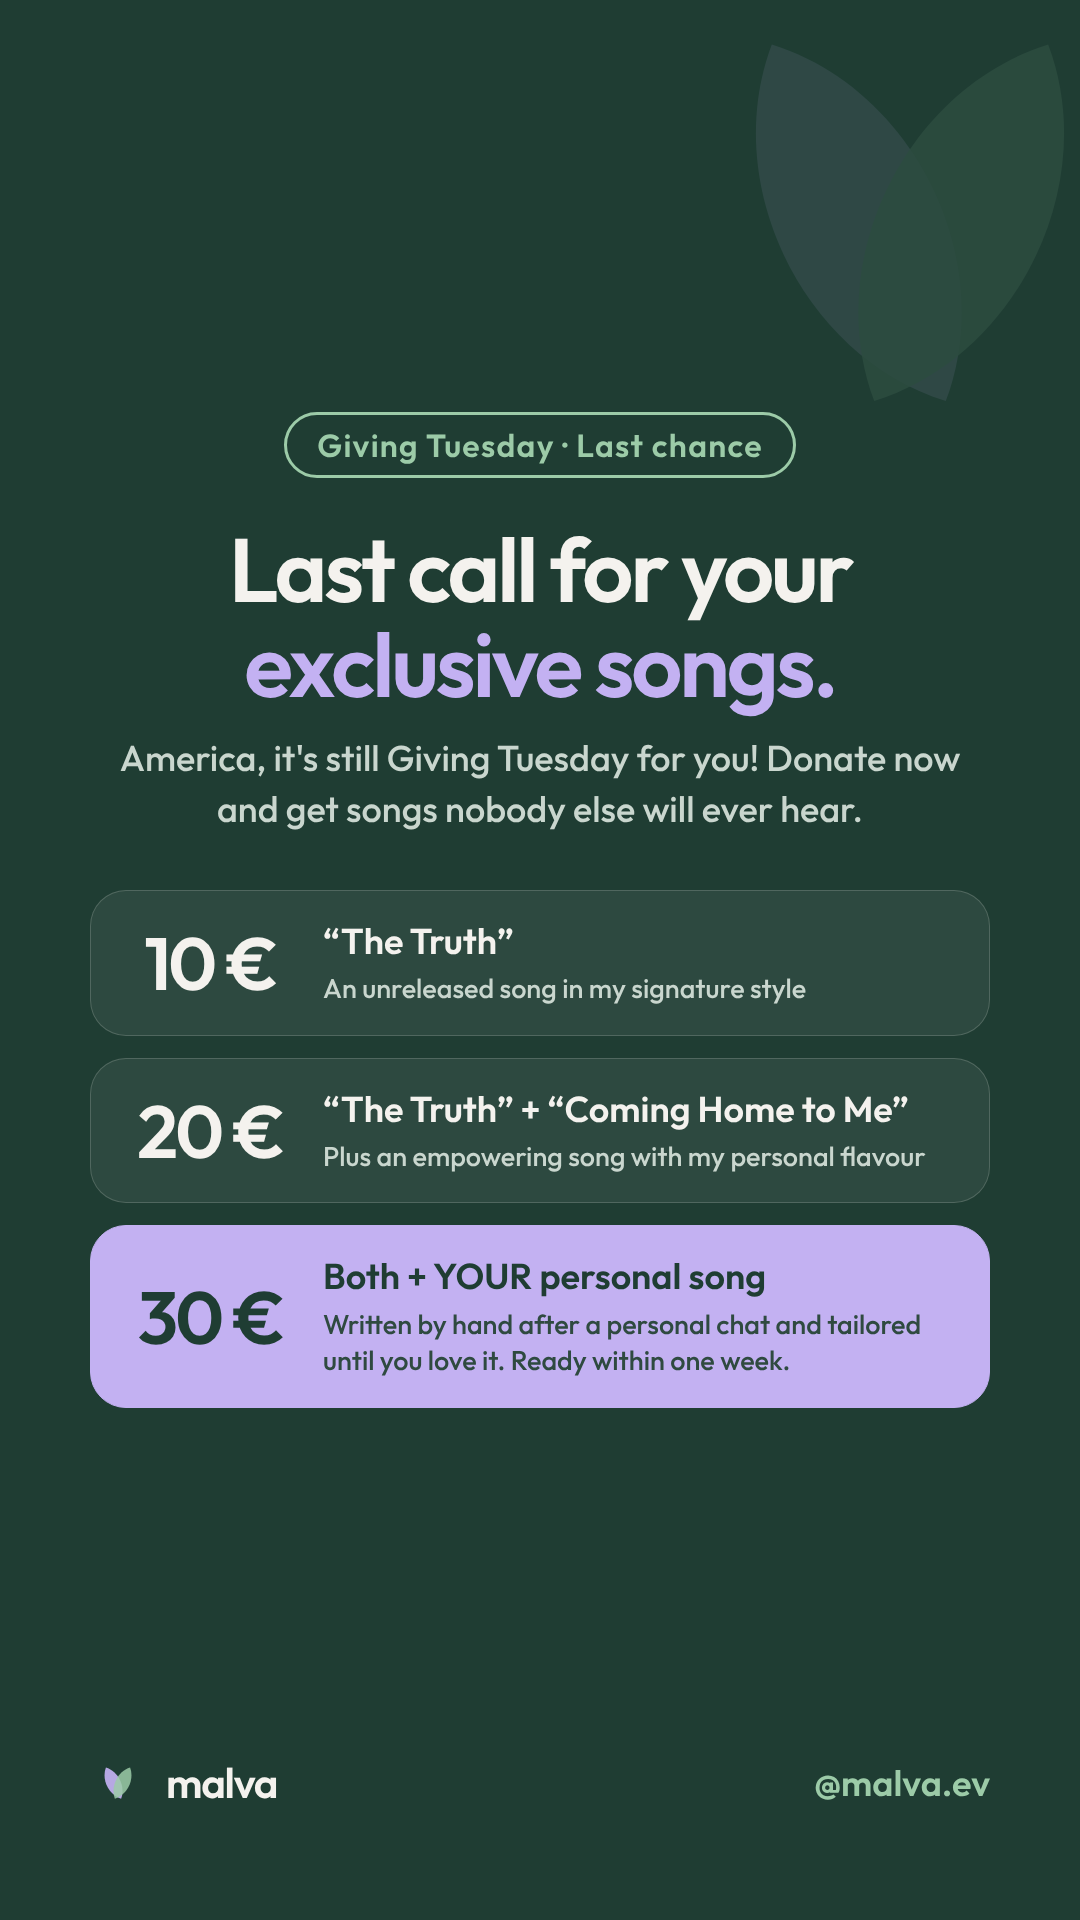 Giving Tuesday · Last chance
Last call for your
exclusive songs.
America, it's still Giving Tuesday for you! Donate now
and get songs nobody else will ever hear.
10 €
“The Truth”
An unreleased song in my signature style
20 €
“The Truth” + “Coming Home to Me”
Plus an empowering song with my personal flavour
30 €
Both + YOUR personal song
Written by hand after a personal chat and tailored
until you love it. Ready within one week.
malva
@malva.ev